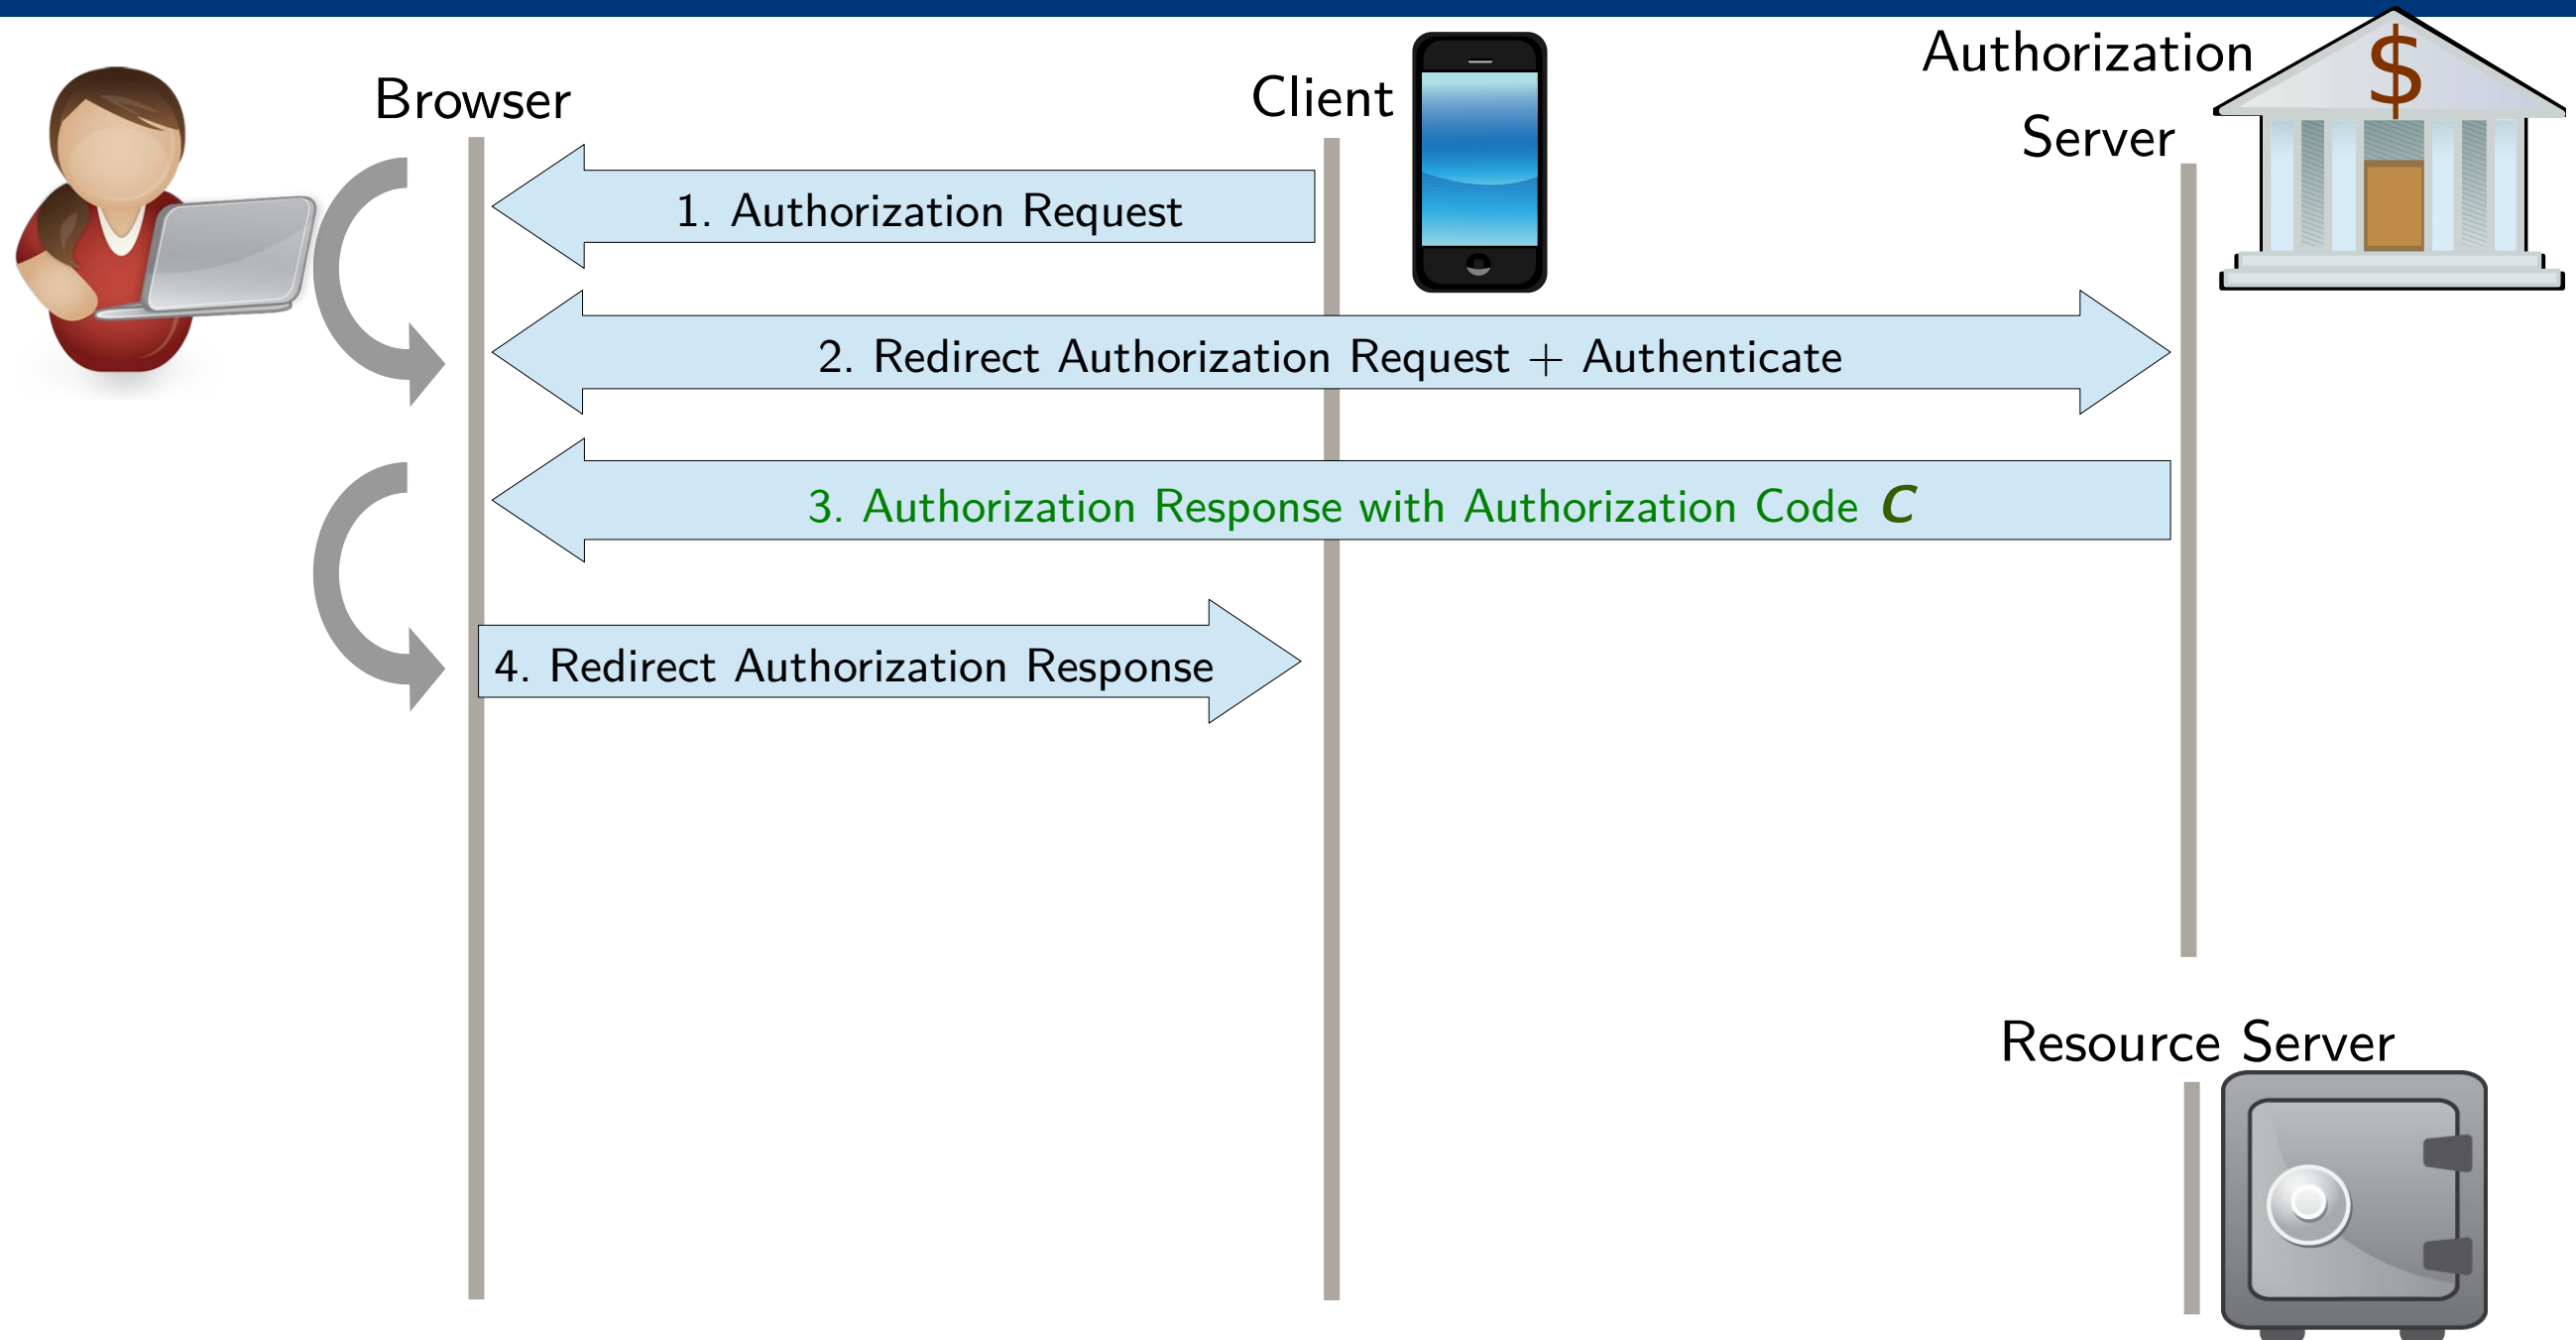 Browser
Client
Authorization
Server
$
1. Authorization Request
2. Redirect Authorization Request + Authenticate
3. Authorization Response with Authorization Code C
4. Redirect Authorization Response
Resource Server